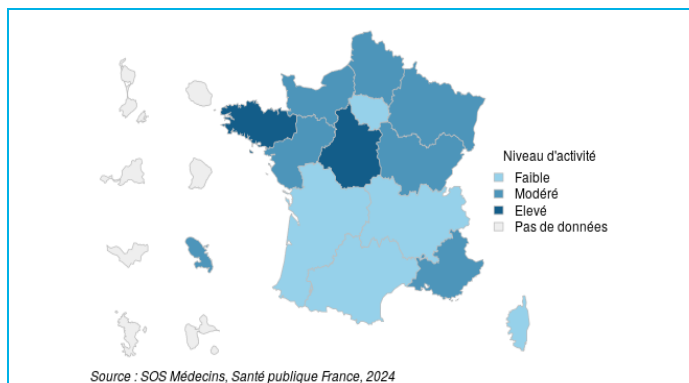 Niveau d'activité
Faible
Modéré
Elevé
Pas de données
Source : SOS Médecins, Santé publique France, 2024